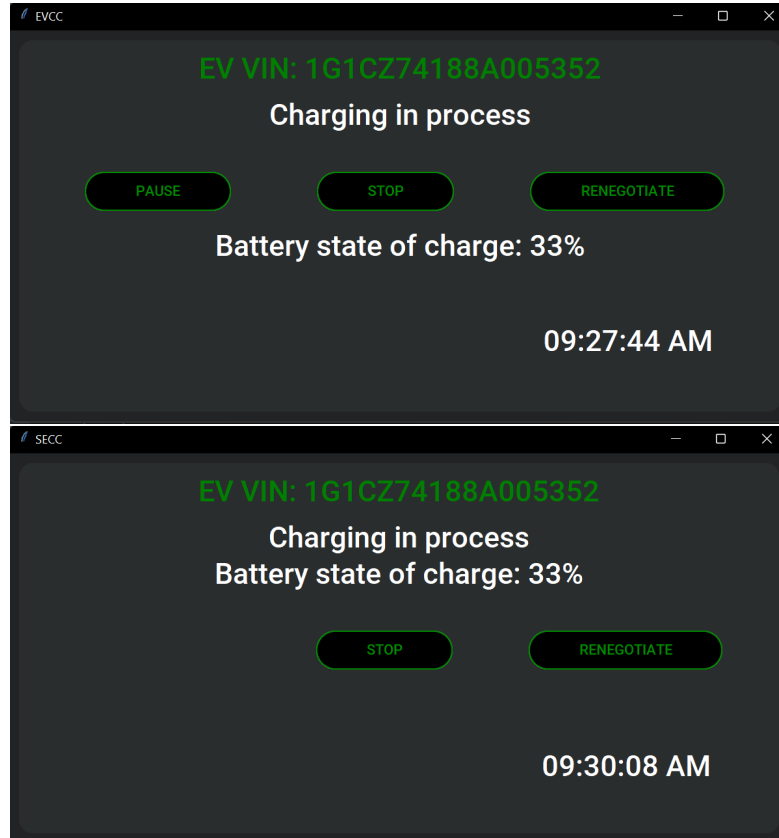 EVCC
EV VIN: 1G1CZ74188A005352
Charging in process
PAUSE STOP RENEGOTIATE
Battery state of charge: 33%
09:27:44 AM
SECC
EV VIN: 1G1CZ74188A005352
Charging in process
Battery state of charge: 33%
STOP RENEGOTIATE
09:30:08 AM